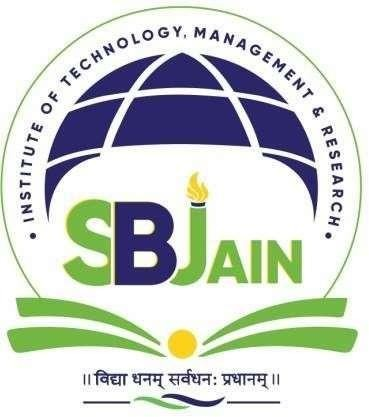 • INSTITUTE OF TECHNOLOGY, MANAGEMENT & RESEARCH •
SBJAIN
॥ विद्या धनम् सर्वधनः प्रधानम् ॥